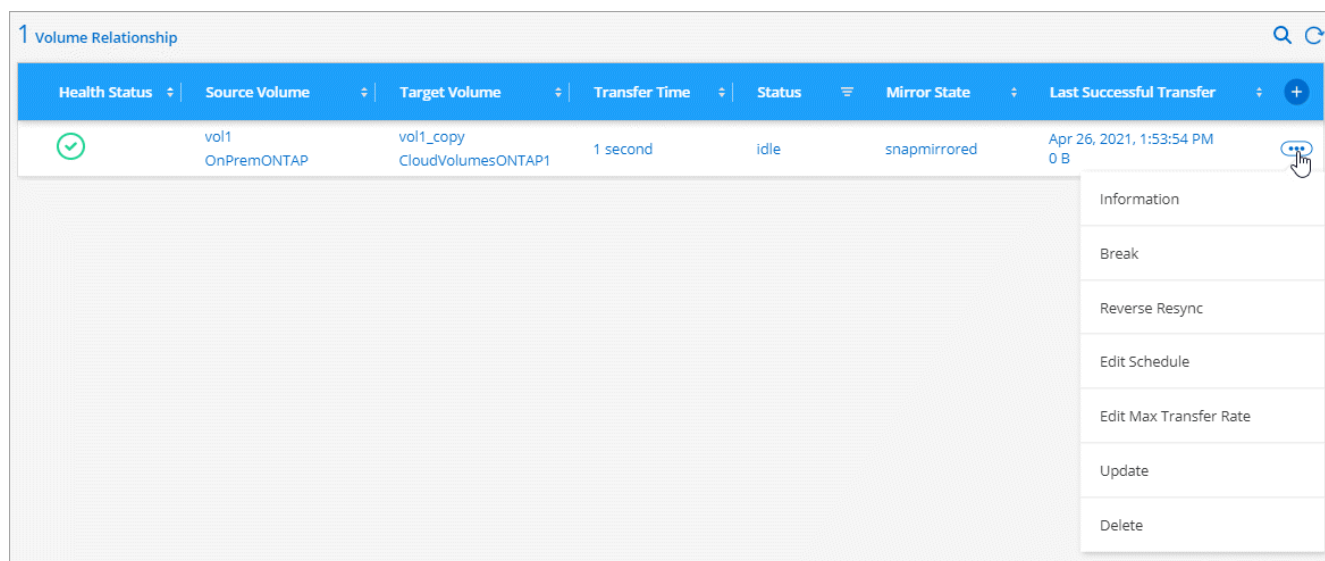 1 Volume Relationship
Health Status Source Volume Target Volume Transfer Time Status Mirror State Last Successful Transfer
vol1 vol1_copy 1 second idle snapmirrored Apr 26, 2021, 1:53:54 PM
OnPremONTAP CloudVolumesONTAP1 0 B
Information
Break
Reverse Resync
Edit Schedule
Edit Max Transfer Rate
Update
Delete